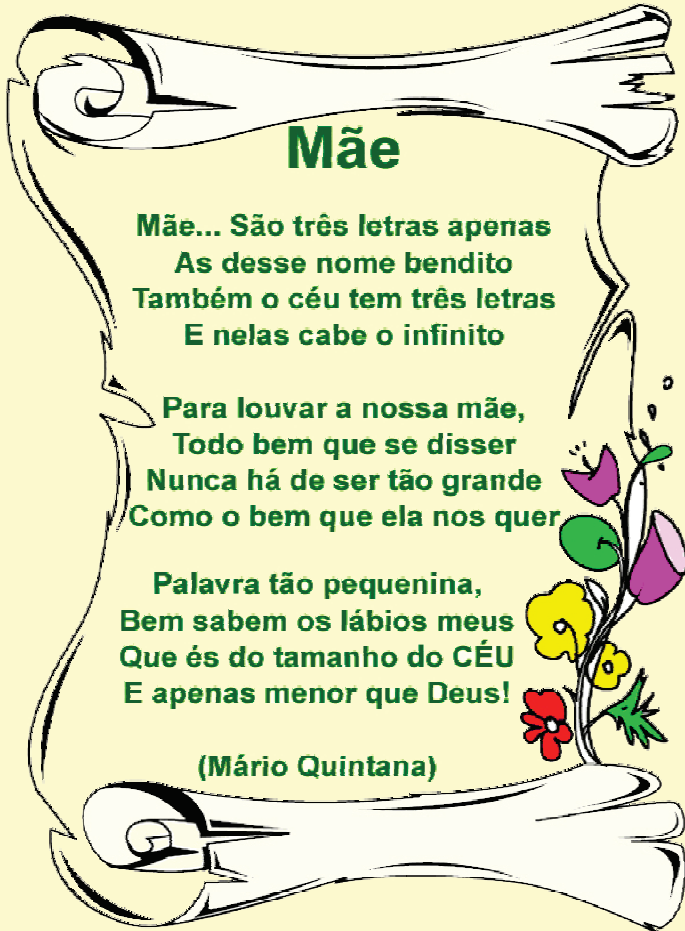 Mãe
Mãe... São três letras apenas
As desse nome bendito
Também o céu tem três letras
E nelas cabe o infinito
Para louvar a nossa mãe,
Todo bem que se disser
Nunca há de ser tão grande
Como o bem que ela nos quer
Palavra tão pequenina,
Bem sabem os lábios meus
Que és do tamanho do CÉU
E apenas menor que Deus!
(Mário Quintana)